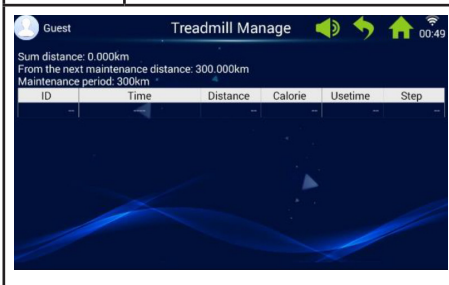 Guest Treadmill Manage 00:49
Sum distance: 0.000km
From the next maintenance distance: 300.000km
Maintenance period: 300km
ID Time Distance Calorie Usetime Step
-- ---- -- -- -- --